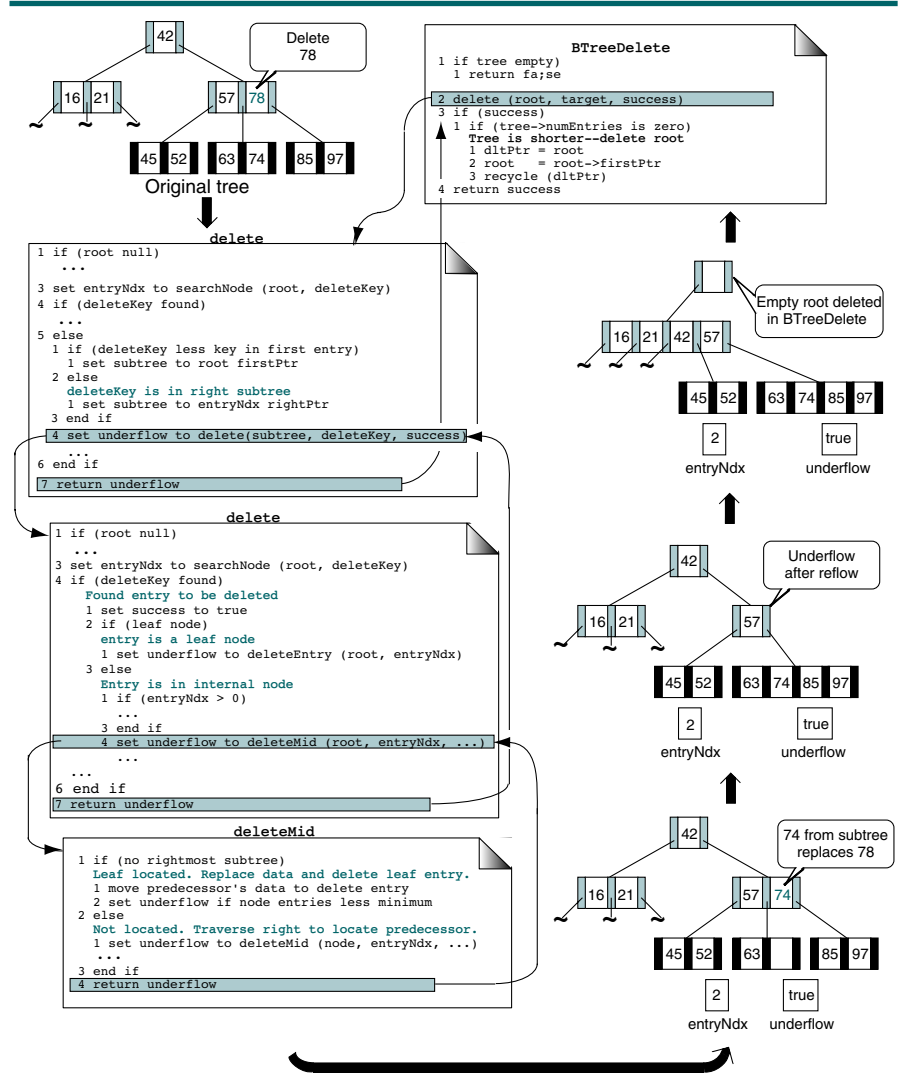 42
Delete
78
16 21
57 78
~ ~ ~
45 52
63 74
85 97
Original tree
BTreeDelete
1 if tree empty)
1 return fa;se
2 delete (root, target, success)
3 if (success)
1 if (tree->numEntries is zero)
Tree is shorter--delete root
1 dltPtr = root
2 root = root->firstPtr
3 recycle (dltPtr)
4 return success
delete
1 if (root null)
...
3 set entryNdx to searchNode (root, deleteKey)
4 if (deleteKey found)
...
5 else
1 if (deleteKey less key in first entry)
1 set subtree to root firstPtr
2 else
deleteKey is in right subtree
1 set subtree to entryNdx rightPtr
3 end if
4 set underflow to delete(subtree, deleteKey, success)
...
6 end if
7 return underflow
delete
1 if (root null)
...
3 set entryNdx to searchNode (root, deleteKey)
4 if (deleteKey found)
Found entry to be deleted
1 set success to true
2 if (leaf node)
entry is a leaf node
1 set underflow to deleteEntry (root, entryNdx)
3 else
Entry is in internal node
1 if (entryNdx > 0)
...
3 end if
4 set underflow to deleteMid (root, entryNdx, ...)
...
...
6 end if
7 return underflow
deleteMid
1 if (no rightmost subtree)
Leaf located. Replace data and delete leaf entry.
1 move predecessor's data to delete entry
2 set underflow if node entries less minimum
2 else
Not located. Traverse right to locate predecessor.
1 set underflow to deleteMid (node, entryNdx, ...)
...
3 end if
4 return underflow
Empty root deleted
in BTreeDelete
16 21 42 57
~ ~ ~
45 52
63 74 85 97
2
true
entryNdx
underflow
42
Underflow
after reflow
16 21
57
~ ~ ~
45 52
63 74 85 97
2
true
entryNdx
underflow
42
74 from subtree
replaces 78
16 21
57 74
~ ~ ~
45 52
63
85 97
2
true
entryNdx
underflow